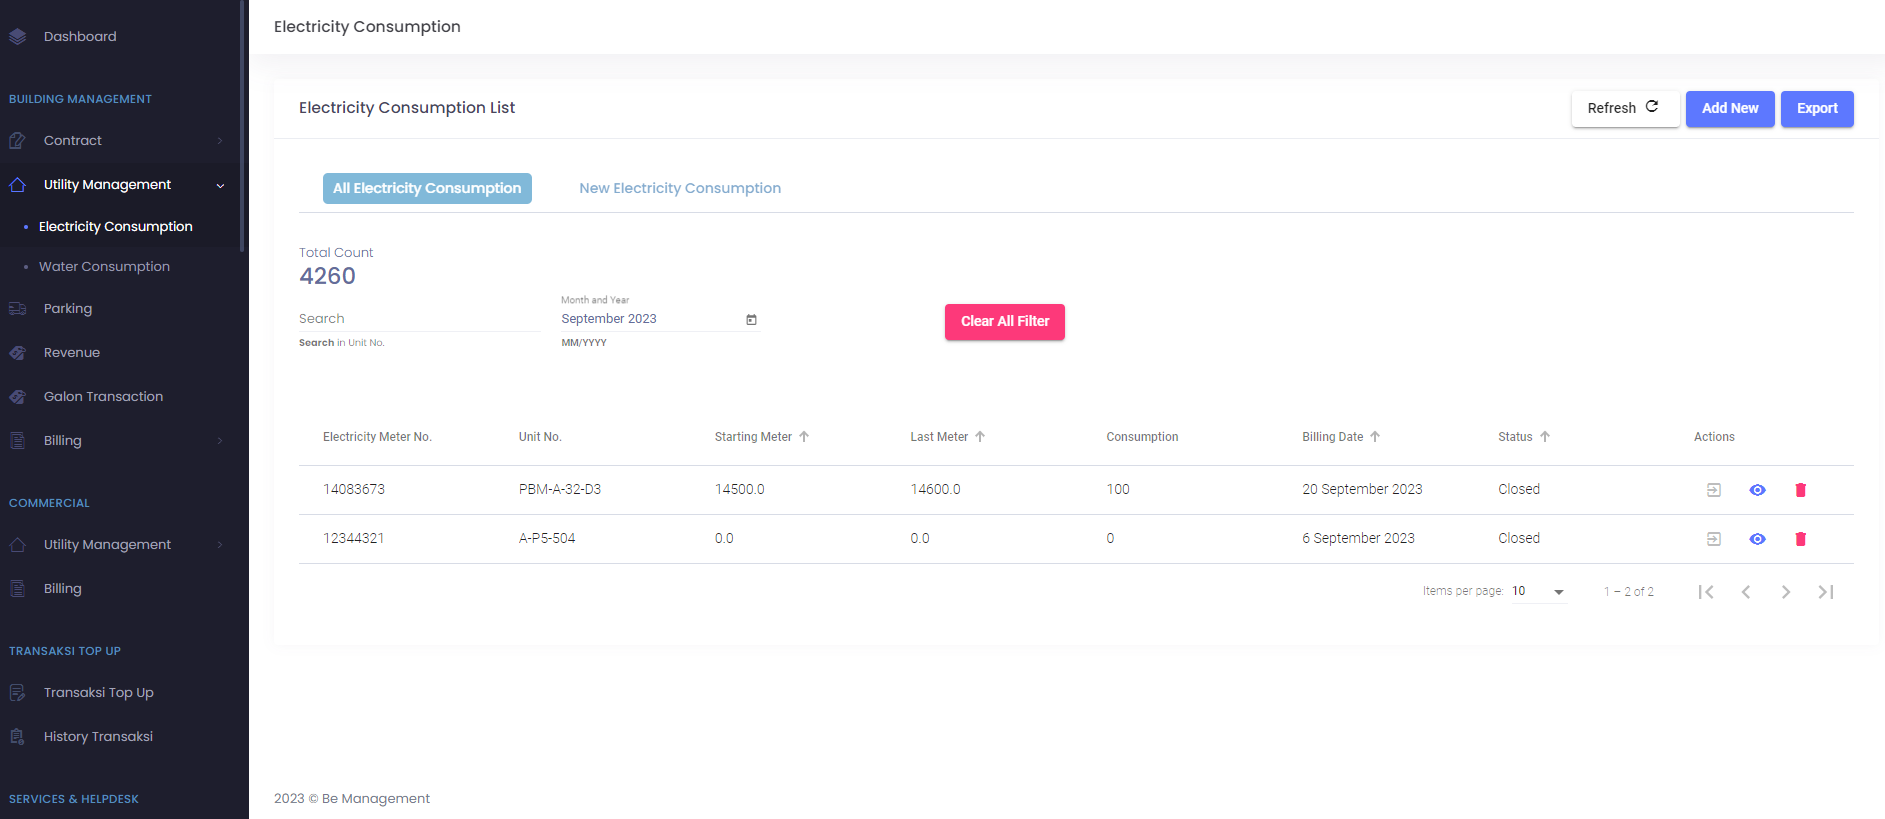 Dashboard
BUILDING MANAGEMENT
Contract
Utility Management
Electricity Consumption
Water Consumption
Parking
Revenue
Galon Transaction
Billing
COMMERCIAL
Utility Management
Billing
TRANSAKSI TOP UP
Transaksi Top Up
History Transaksi
SERVICES & HELPDESK
Electricity Consumption
Electricity Consumption List
Refresh Add New Export
All Electricity Consumption New Electricity Consumption
Total Count
4260
Month and Year
Search September 2023 Clear All Filter
Search in Unit No. MM/YYYY
Electricity Meter No. Unit No. Starting Meter Last Meter Consumption Billing Date Status Actions
14083673 PBM-A-32-D3 14500.0 14600.0 100 20 September 2023 Closed
12344321 A-P5-504 0.0 0.0 0 6 September 2023 Closed
Items per page: 10 1 – 2 of 2
2023 © Be Management